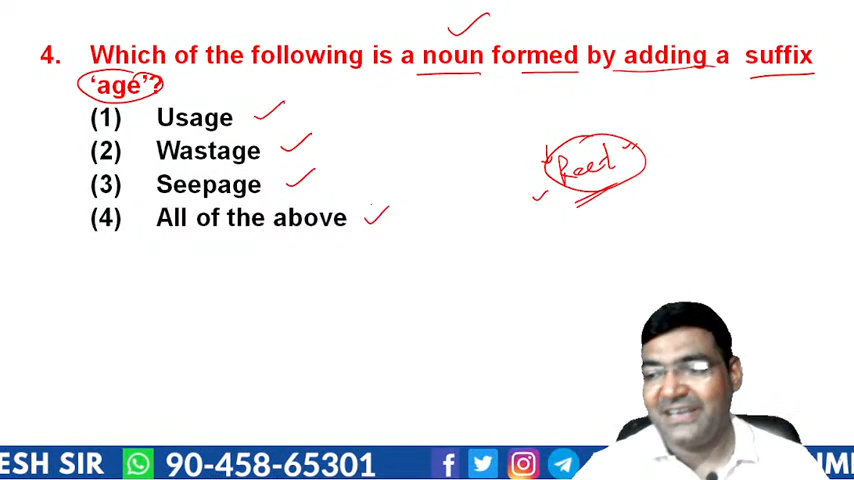 4. Which of the following is a noun formed by adding a suffix
'age'?
(1) Usage
(2) Wastage
(3) Seepage
(4) All of the above
Reed
ESH SIR 90-458-65301